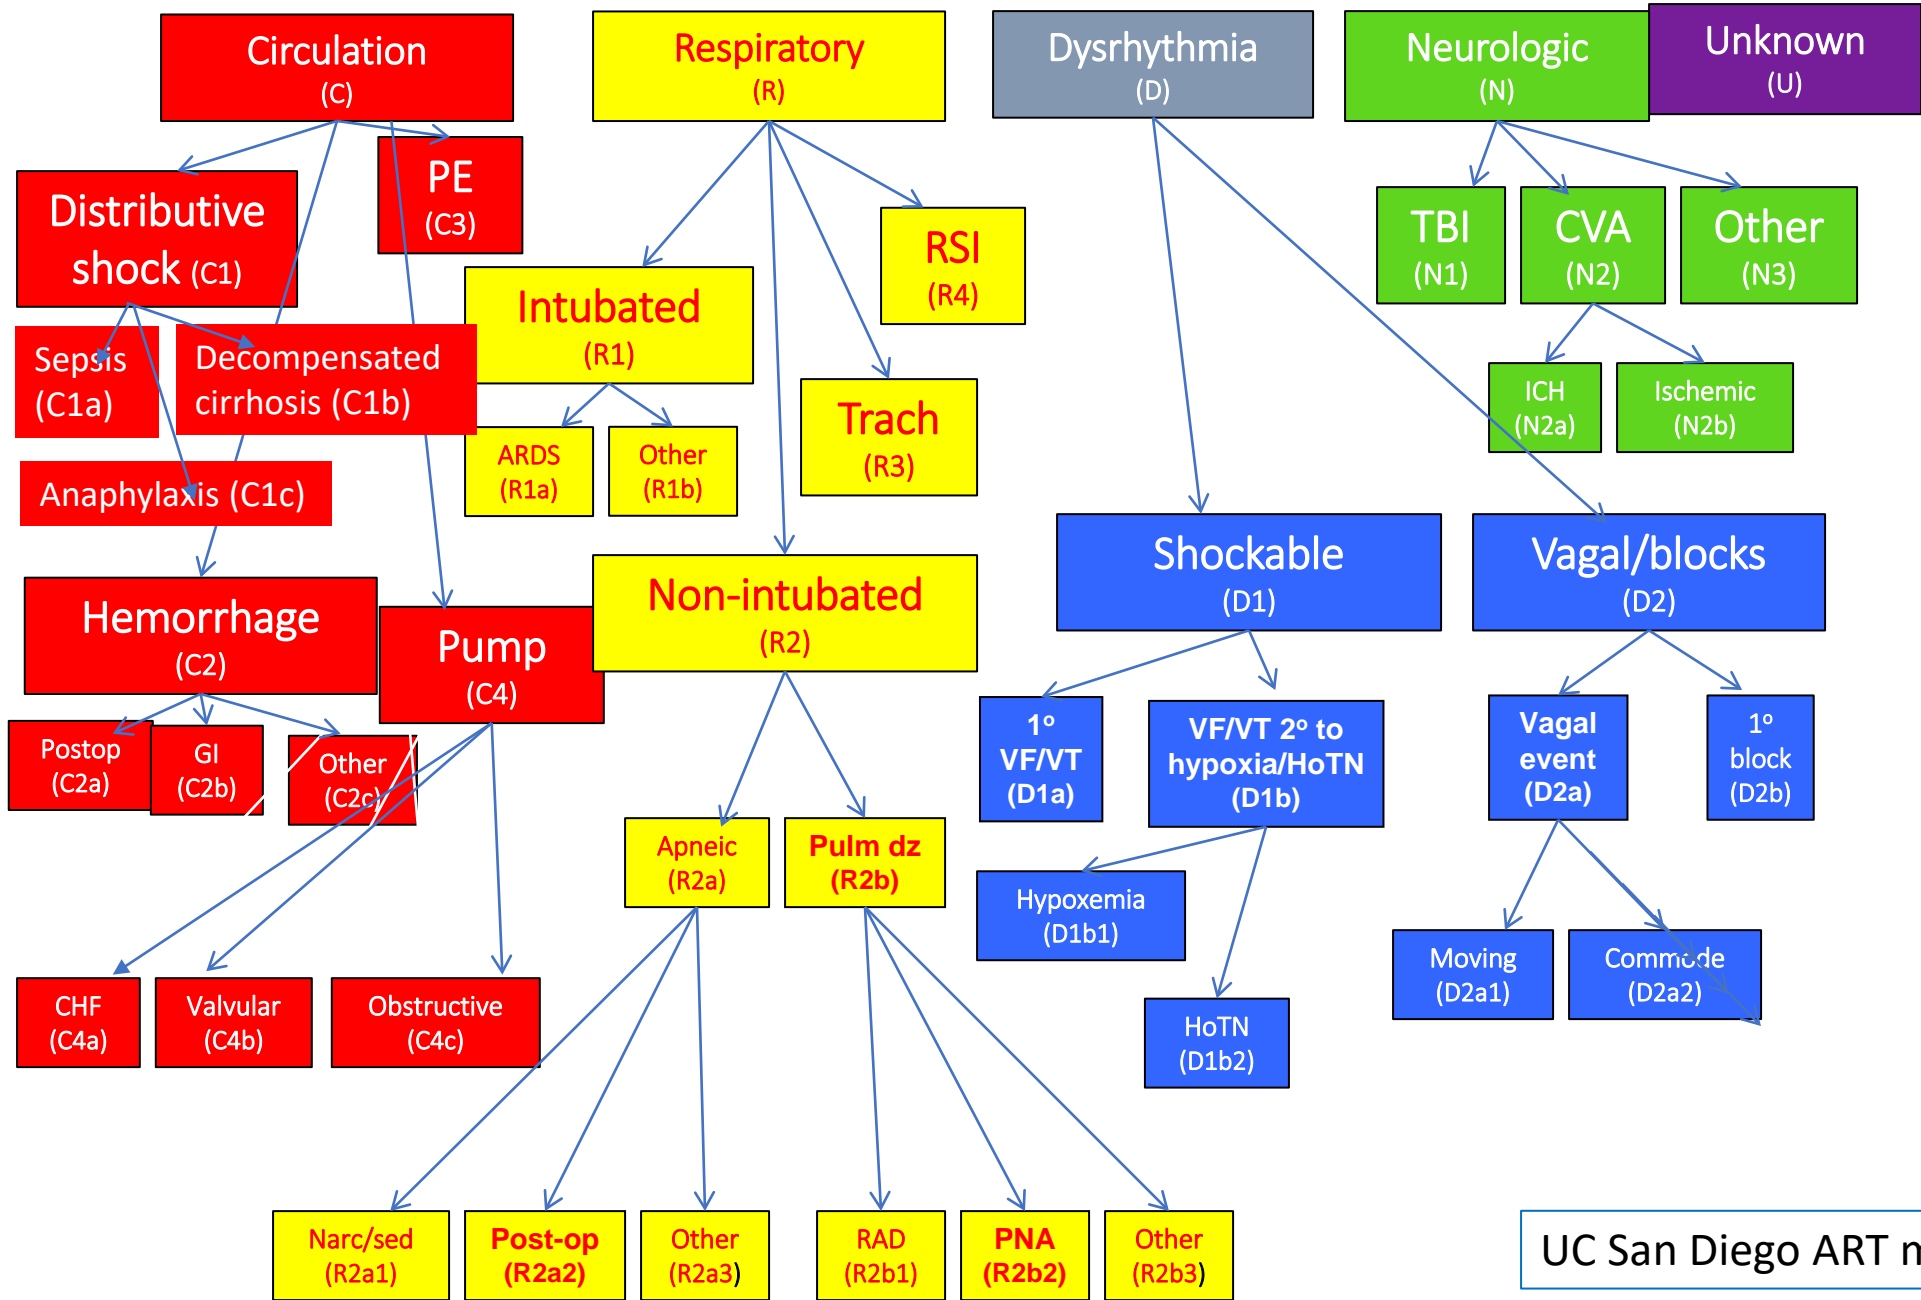 Circulation
(C)
Respiratory
(R)
Dysrhythmia
(D)
Neurologic
(N)
Unknown
(U)
PE
(C3)
Distributive
shock (C1)
Sepsis
(C1a)
Decompensated
cirrhosis (C1b)
Anaphylaxis (C1c)
Hemorrhage
(C2)
Pump
(C4)
Postop
(C2a)
GI
(C2b)
Other
(C2c)
CHF
(C4a)
Valvular
(C4b)
Obstructive
(C4c)
RSI
(R4)
Intubated
(R1)
Trach
(R3)
ARDS
(R1a)
Other
(R1b)
Non-intubated
(R2)
Apneic
(R2a)
Pulm dz
(R2b)
Narc/sed
(R2a1)
Post-op
(R2a2)
Other
(R2a3)
RAD
(R2b1)
PNA
(R2b2)
Other
(R2b3)
Shockable
(D1)
Vagal/blocks
(D2)
1º
VF/VT
(D1a)
VF/VT 2º to
hypoxia/HoTN
(D1b)
Vagal
event
(D2a)
1º
block
(D2b)
Hypoxemia
(D1b1)
HoTN
(D1b2)
Moving
(D2a1)
Commode
(D2a2)
TBI
(N1)
CVA
(N2)
Other
(N3)
ICH
(N2a)
Ischemic
(N2b)
UC San Diego ART